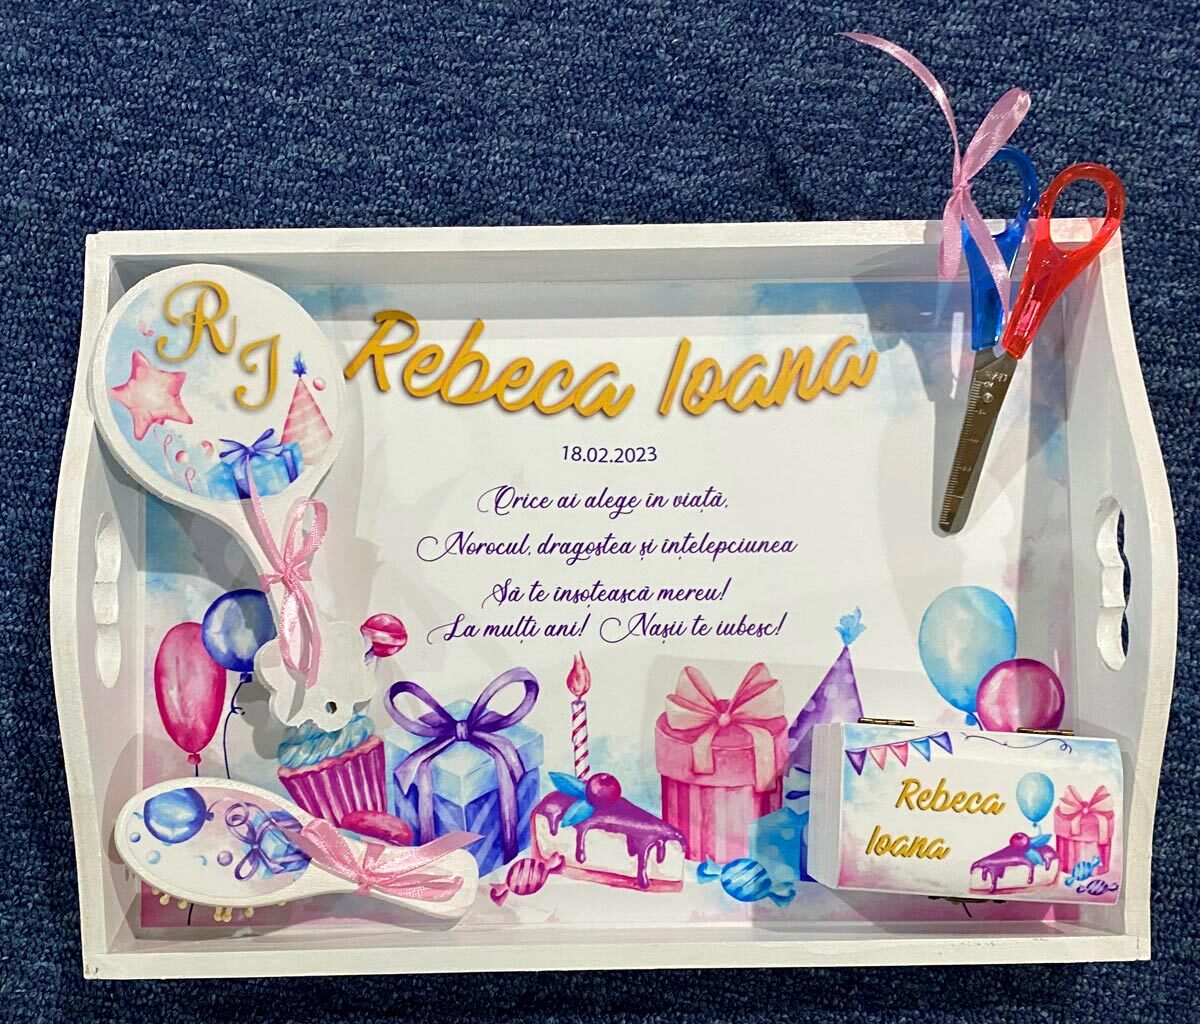 R
I
Rebeca Ioana
18.02.2023
Orice ai alege în viață,
Norocul, dragostea și înțelepciunea
Să te însoțească mereu!
La mulți ani! Nașii te iubesc!
Rebeca
Ioana